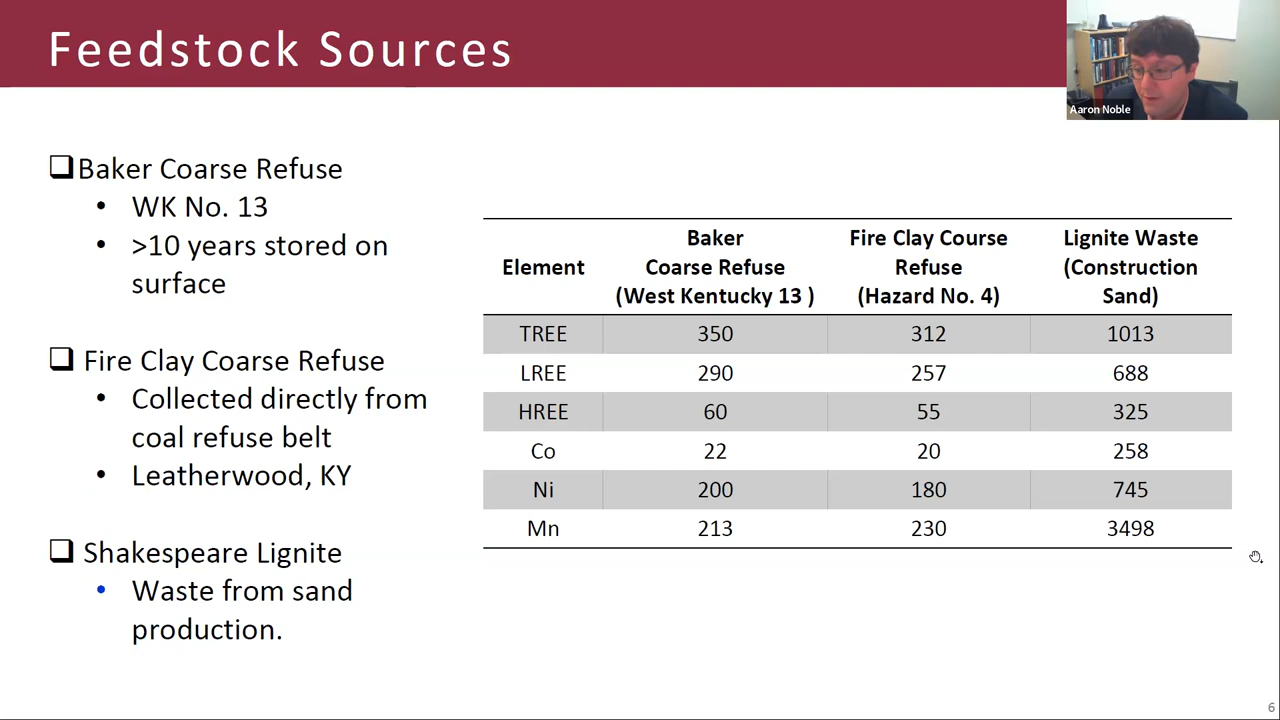 Feedstock Sources
Aaron Noble
Baker Coarse Refuse
• WK No. 13
• >10 years stored on
surface
Fire Clay Coarse Refuse
• Collected directly from
coal refuse belt
• Leatherwood, KY
Shakespeare Lignite
• Waste from sand
production.
Element
Baker
Coarse Refuse
(West Kentucky 13 )
Fire Clay Course
Refuse
(Hazard No. 4)
Lignite Waste
(Construction
Sand)
TREE 350 312 1013
LREE 290 257 688
HREE 60 55 325
Co 22 20 258
Ni 200 180 745
Mn 213 230 3498
6